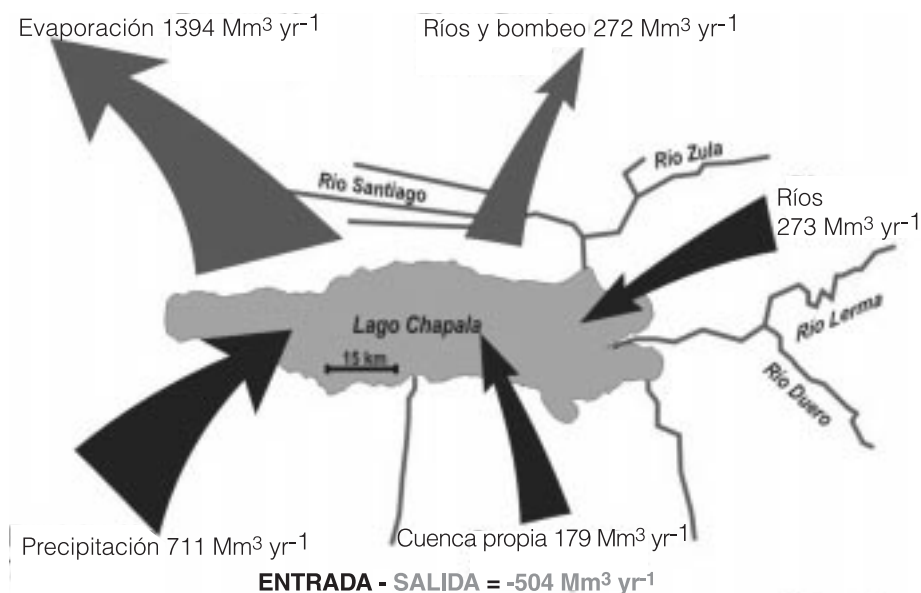 Evaporación 1394 Mm³ yr⁻¹
Ríos y bombeo 272 Mm³ yr⁻¹
Río Zula
Río Santiago
Ríos
273 Mm³ yr⁻¹
Lago Chapala
15 km
Río Lerma
Río Duero
Precipitación 711 Mm³ yr⁻¹
Cuenca propia 179 Mm³ yr⁻¹
ENTRADA - SALIDA = -504 Mm³ yr⁻¹